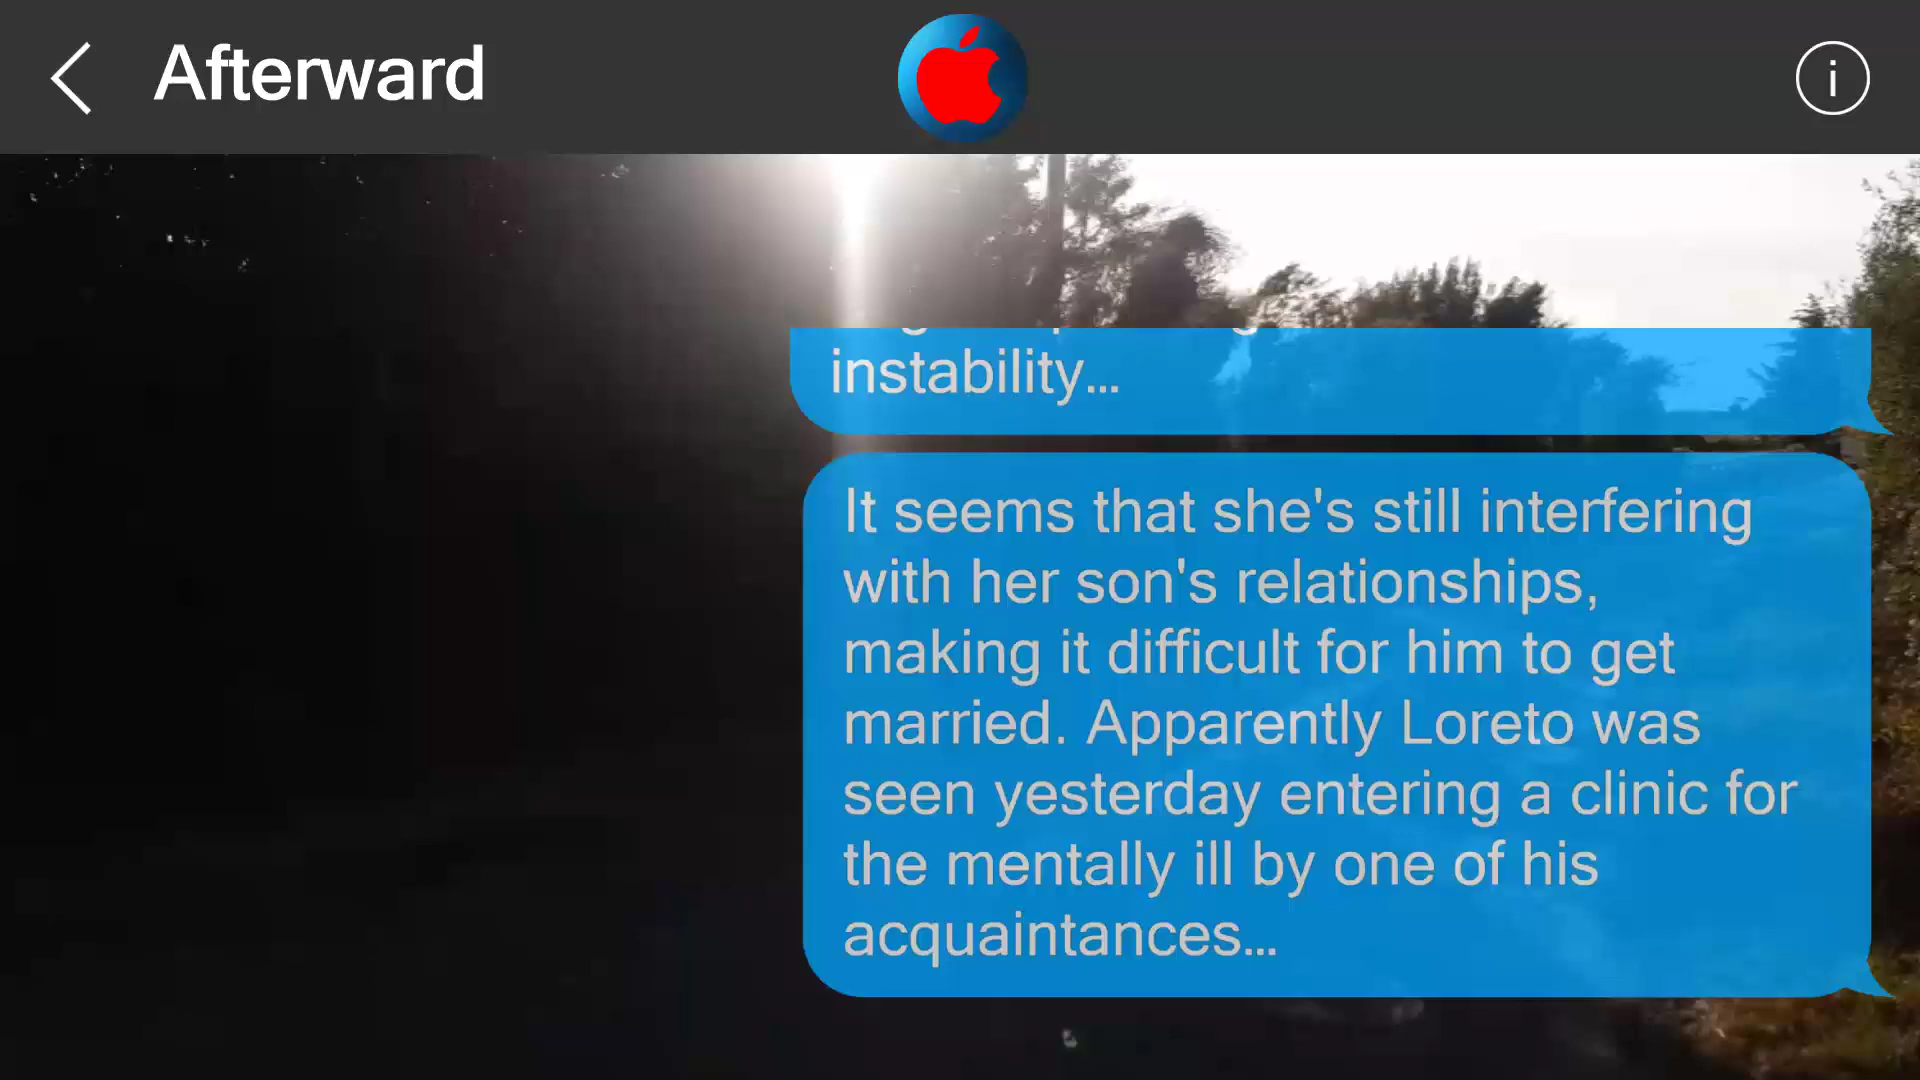 Afterward
instability...
It seems that she's still interfering
with her son's relationships,
making it difficult for him to get
married. Apparently Loreto was
seen yesterday entering a clinic for
the mentally ill by one of his
acquaintances...